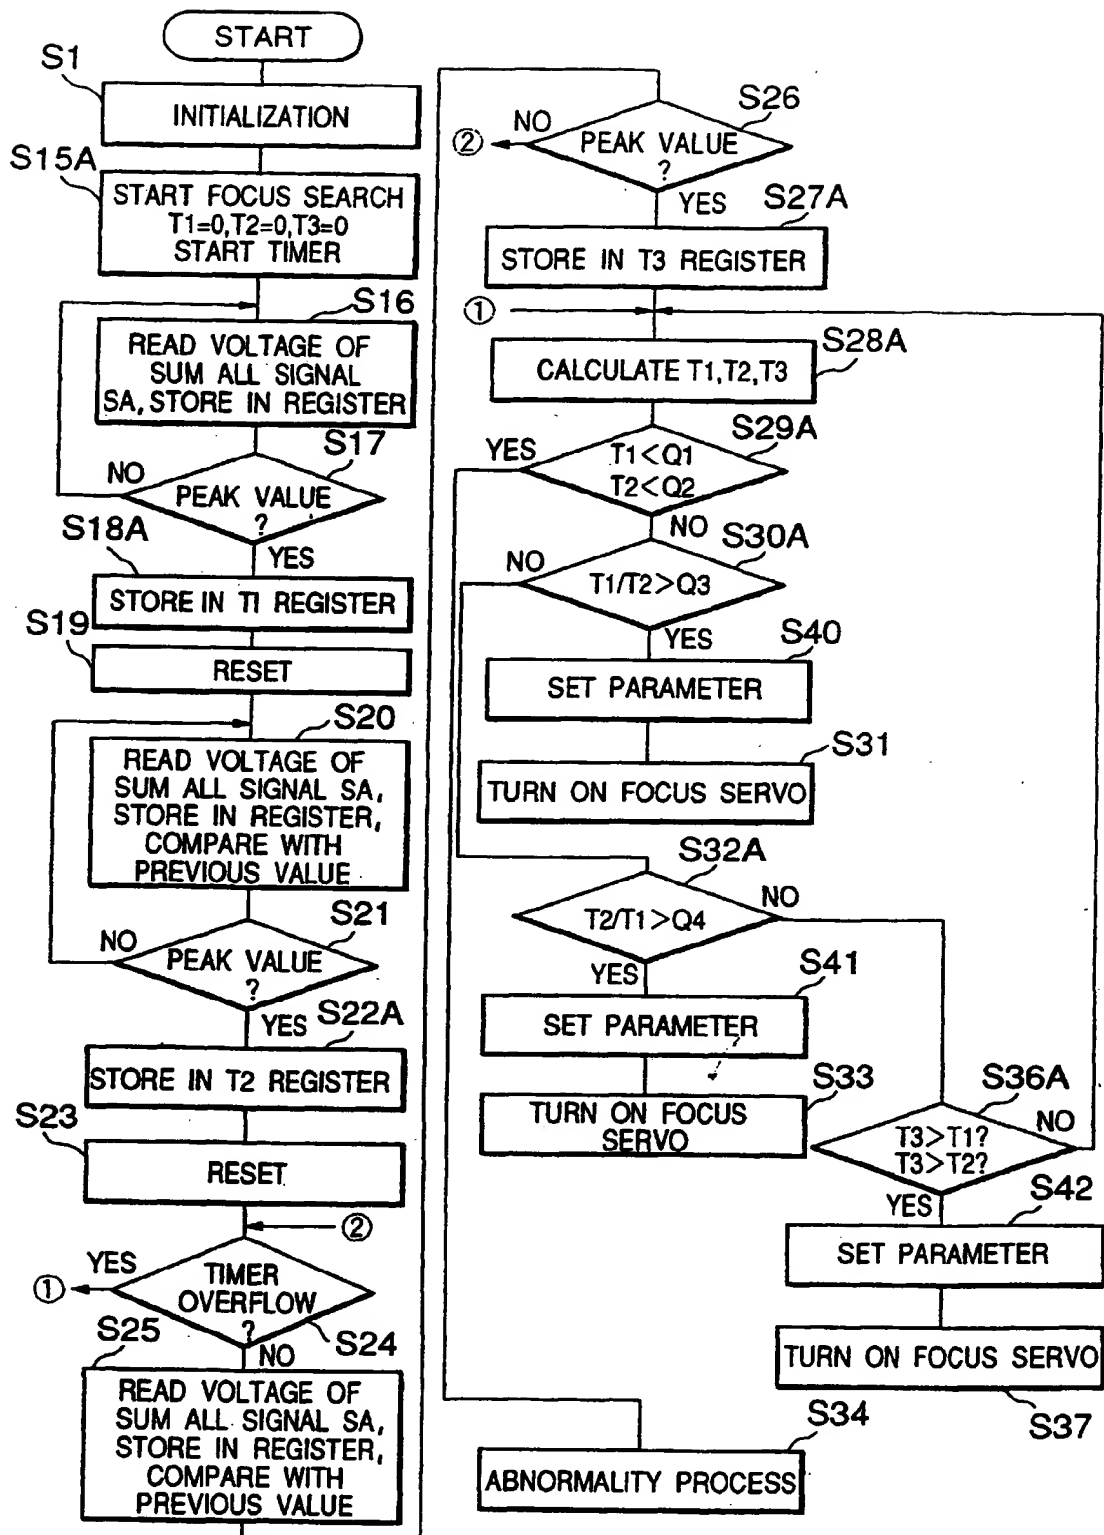 START
S1
INITIALIZATION
S15A
START FOCUS SEARCH
T1=0,T2=0,T3=0
START TIMER
S16
READ VOLTAGE OF
SUM ALL SIGNAL
SA, STORE IN REGISTER
S17
NO
PEAK VALUE
?
S18A
YES
STORE IN T1 REGISTER
S19
RESET
S20
READ VOLTAGE OF
SUM ALL SIGNAL SA,
STORE IN REGISTER,
COMPARE WITH
PREVIOUS VALUE
S21
NO
PEAK VALUE
?
YES
S22A
STORE IN T2 REGISTER
S23
RESET
②
YES
①
TIMER
OVERFLOW
?
S24
S25
NO
READ VOLTAGE OF
SUM ALL SIGNAL SA,
STORE IN REGISTER,
COMPARE WITH
PREVIOUS VALUE
S26
NO
②
PEAK VALUE
?
YES
S27A
STORE IN T3 REGISTER
①
S28A
CALCULATE T1,T2,T3
S29A
YES
T1<Q1
T2<Q2
NO
S30A
NO
T1/T2>Q3
YES
S40
SET PARAMETER
S31
TURN ON FOCUS SERVO
S32A
NO
T2/T1>Q4
YES
S41
SET PARAMETER
S33
TURN ON FOCUS
SERVO
S36A
NO
T3>T1?
T3>T2?
YES
S42
SET PARAMETER
TURN ON FOCUS SERVO
S37
S34
ABNORMALITY PROCESS